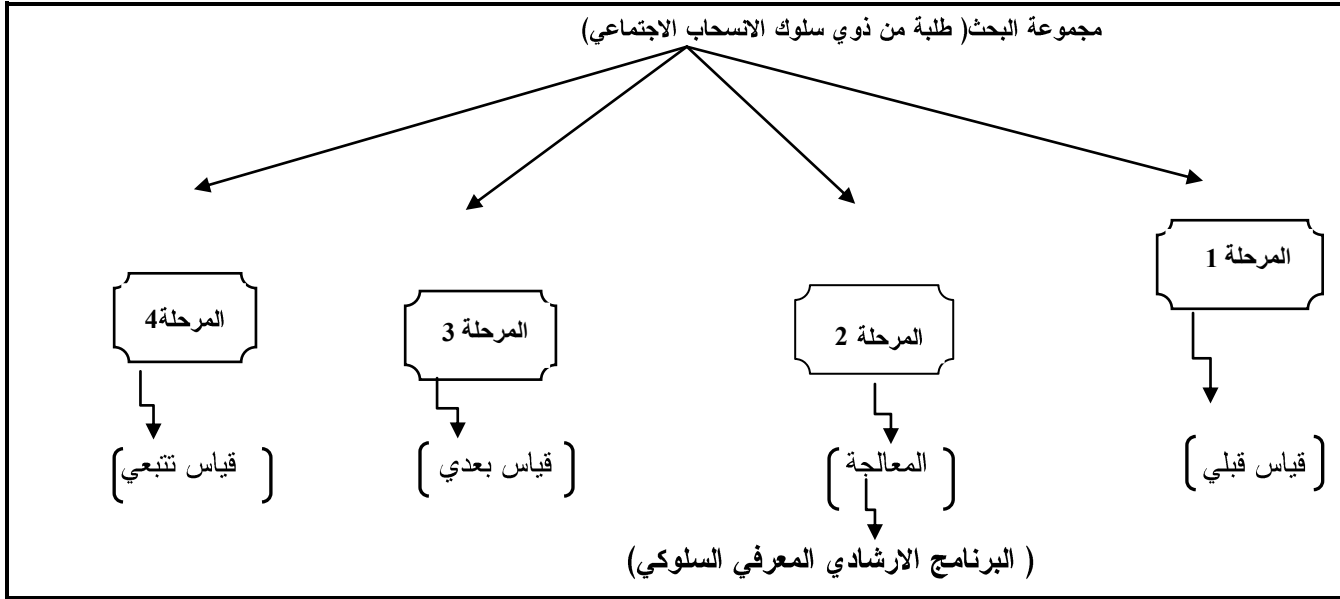 مجموعة البحث( طلبة من ذوي سلوك الانسحاب الاجتماعي)
المرحلة 1
المرحلة 2
المرحلة 3
المرحلة4
قياس قبلي
المعالجة
قياس بعدي
قياس تتبعي
( البرنامج الارشادي المعرفي السلوكي)